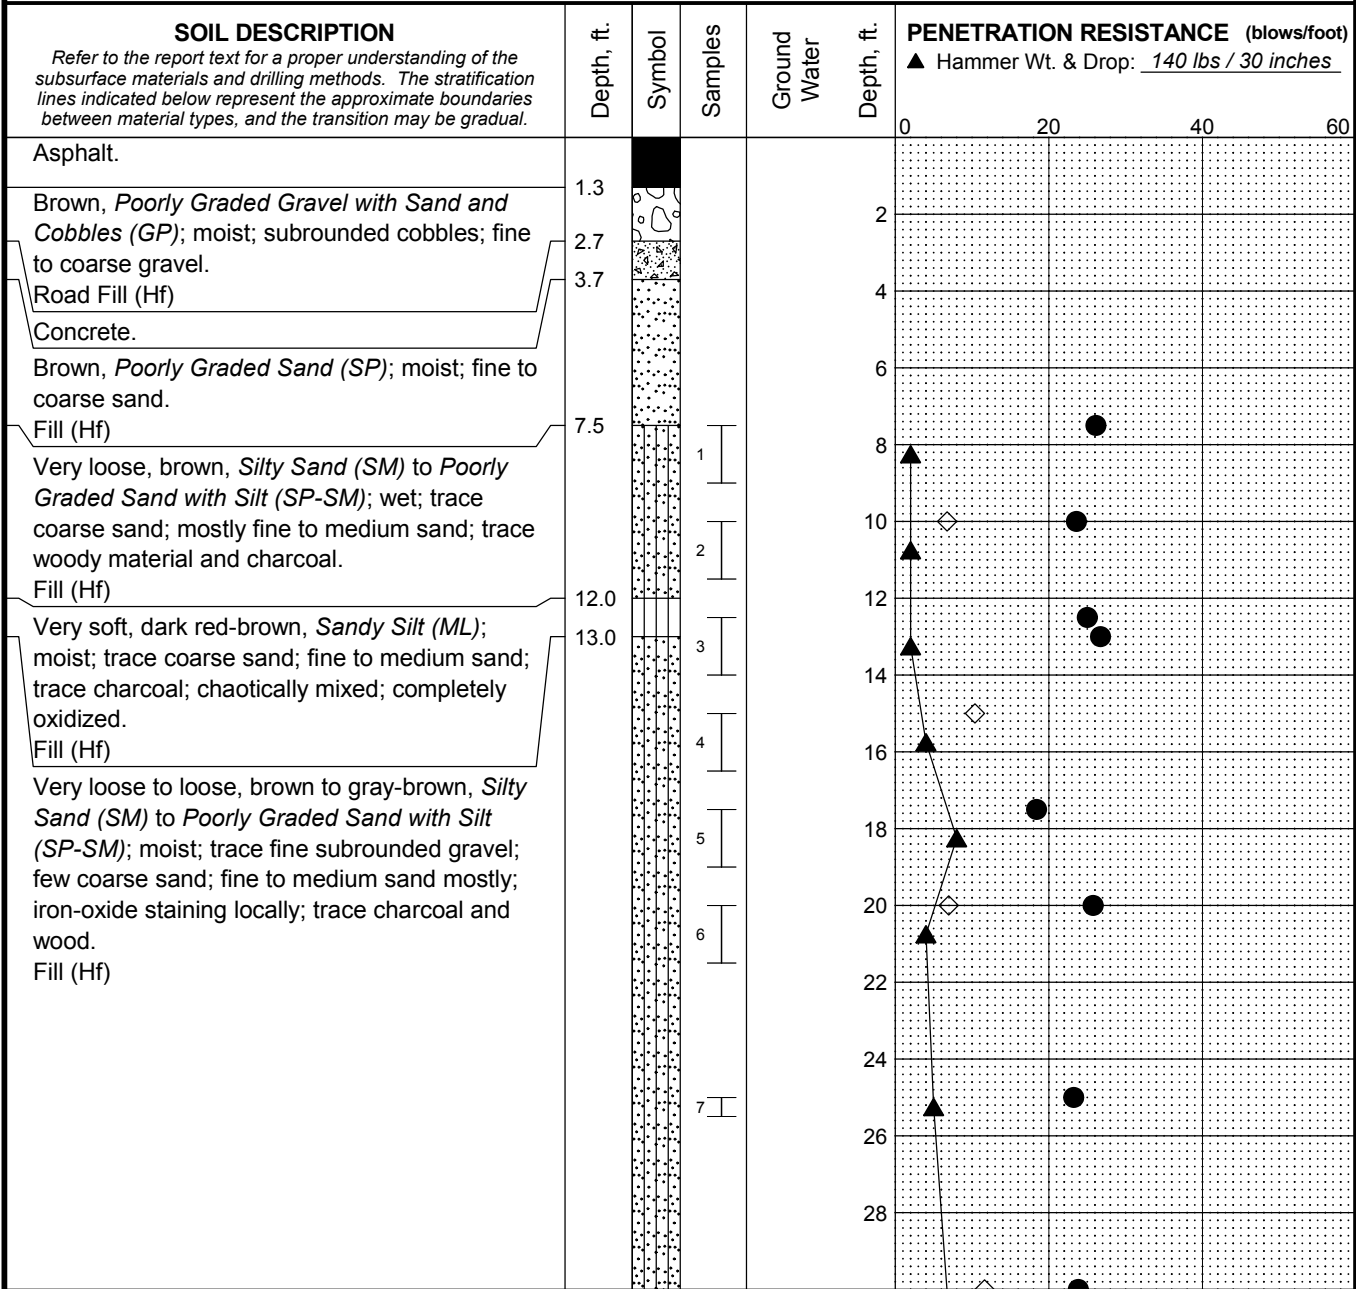 SOIL DESCRIPTION
Refer to the report text for a proper understanding of the
subsurface materials and drilling methods. The stratification
lines indicated below represent the approximate boundaries
between material types, and the transition may be gradual.
Depth, ft.
Symbol
Samples
Ground
Water
Depth, ft.
PENETRATION RESISTANCE (blows/foot)
▲ Hammer Wt. & Drop: 140 lbs / 30 inches
0 20 40 60
Asphalt.
1.3
Brown, Poorly Graded Gravel with Sand and
Cobbles (GP); moist; subrounded cobbles; fine
to coarse gravel.
Road Fill (Hf)
2.7
Concrete.
3.7
Brown, Poorly Graded Sand (SP); moist; fine to
coarse sand.
Fill (Hf)
7.5
Very loose, brown, Silty Sand (SM) to Poorly
Graded Sand with Silt (SP-SM); wet; trace
coarse sand; mostly fine to medium sand; trace
woody material and charcoal.
Fill (Hf)
12.0
Very soft, dark red-brown, Sandy Silt (ML);
moist; trace coarse sand; fine to medium sand;
trace charcoal; chaotically mixed; completely
oxidized.
Fill (Hf)
13.0
Very loose to loose, brown to gray-brown, Silty
Sand (SM) to Poorly Graded Sand with Silt
(SP-SM); moist; trace fine subrounded gravel;
few coarse sand; fine to medium sand mostly;
iron-oxide staining locally; trace charcoal and
wood.
Fill (Hf)
1
2
3
4
5
6
7
2
4
6
8
10
12
14
16
18
20
22
24
26
28